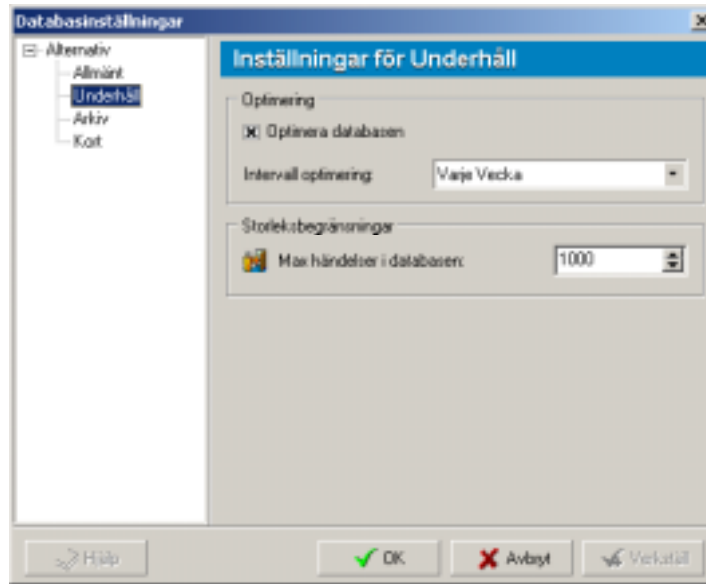 Databasinställningar
Alternativ
Allmänt
Underhåll
Arkiv
Kort
Inställningar för Underhåll
Optimering
Optimera databasen
Intervall optimering:
Varje Vecka
Storleksbegränsningar
Max händelser i databasen:
1000
Hjälp
OK
Avbryt
Verkställ